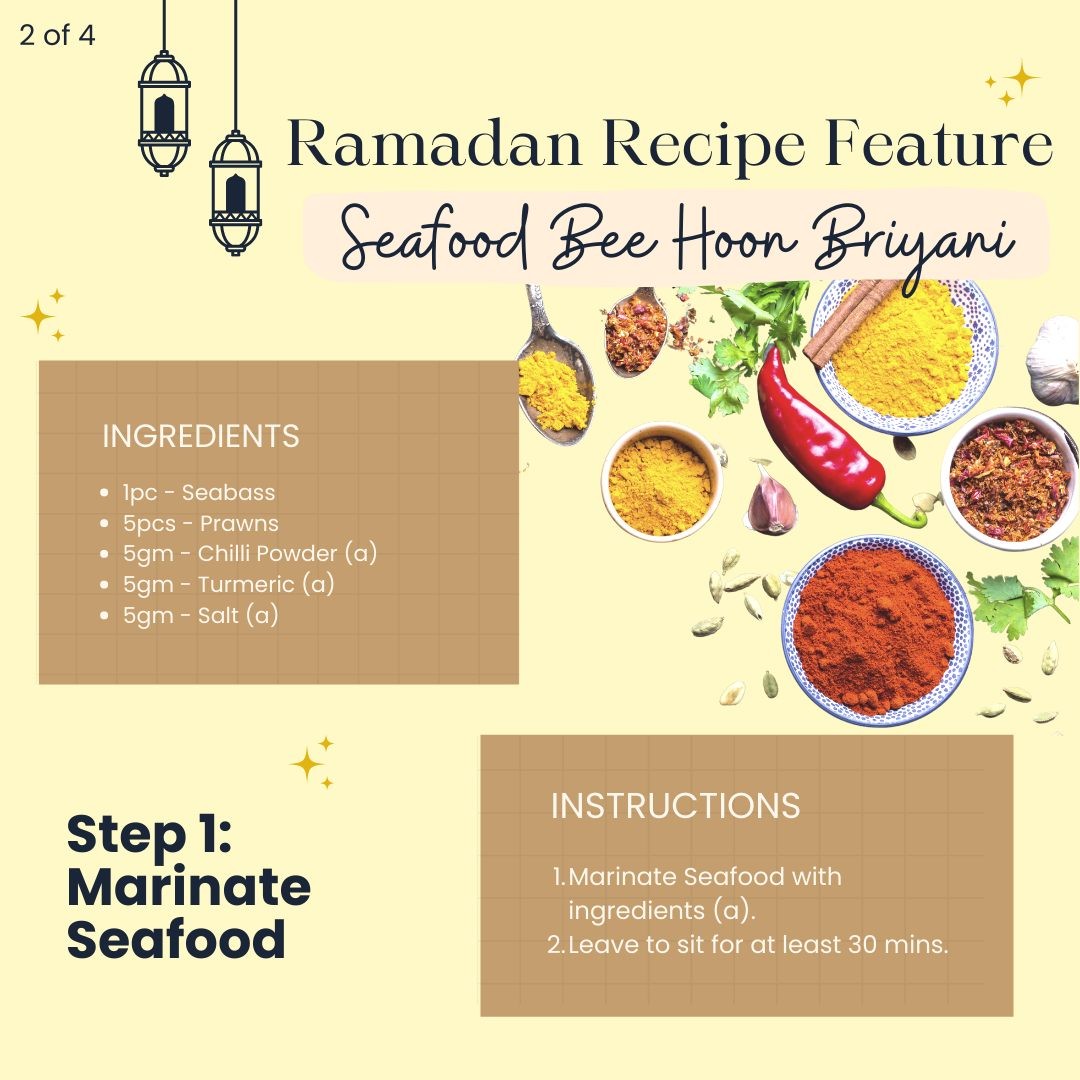 2 of 4
Ramadan Recipe Feature
Seafood Bee Hoon Briyani
INGREDIENTS
• 1pc - Seabass
• 5pcs - Prawns
• 5gm - Chilli Powder (a)
• 5gm - Turmeric (a)
• 5gm - Salt (a)
Step 1:
Marinate
Seafood
INSTRUCTIONS
1. Marinate Seafood with
ingredients (a).
2. Leave to sit for at least 30 mins.